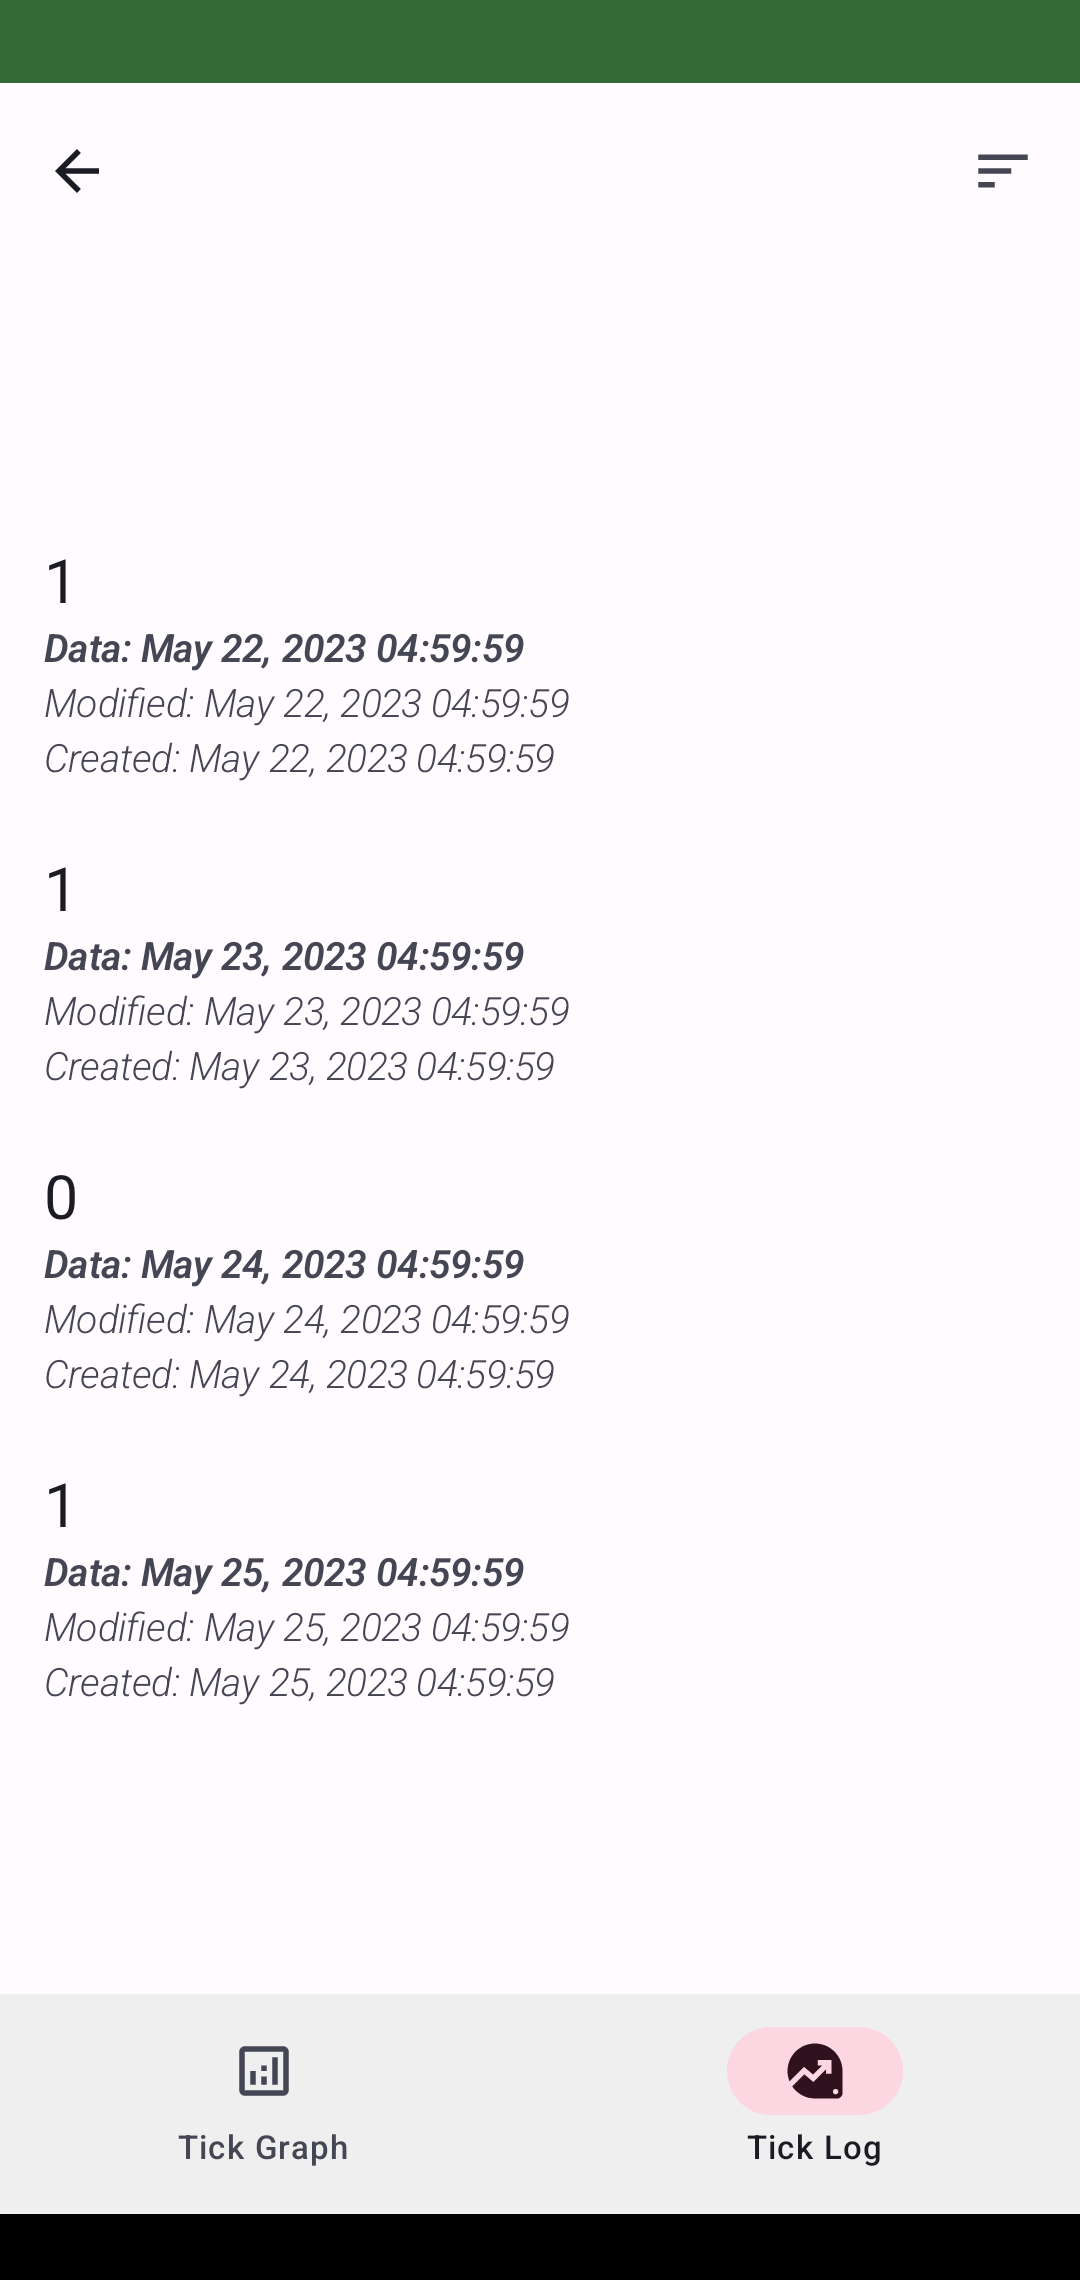 1
Data: May 22, 2023 04:59:59
Modified: May 22, 2023 04:59:59
Created: May 22, 2023 04:59:59
1
Data: May 23, 2023 04:59:59
Modified: May 23, 2023 04:59:59
Created: May 23, 2023 04:59:59
0
Data: May 24, 2023 04:59:59
Modified: May 24, 2023 04:59:59
Created: May 24, 2023 04:59:59
1
Data: May 25, 2023 04:59:59
Modified: May 25, 2023 04:59:59
Created: May 25, 2023 04:59:59
Tick Graph
Tick Log